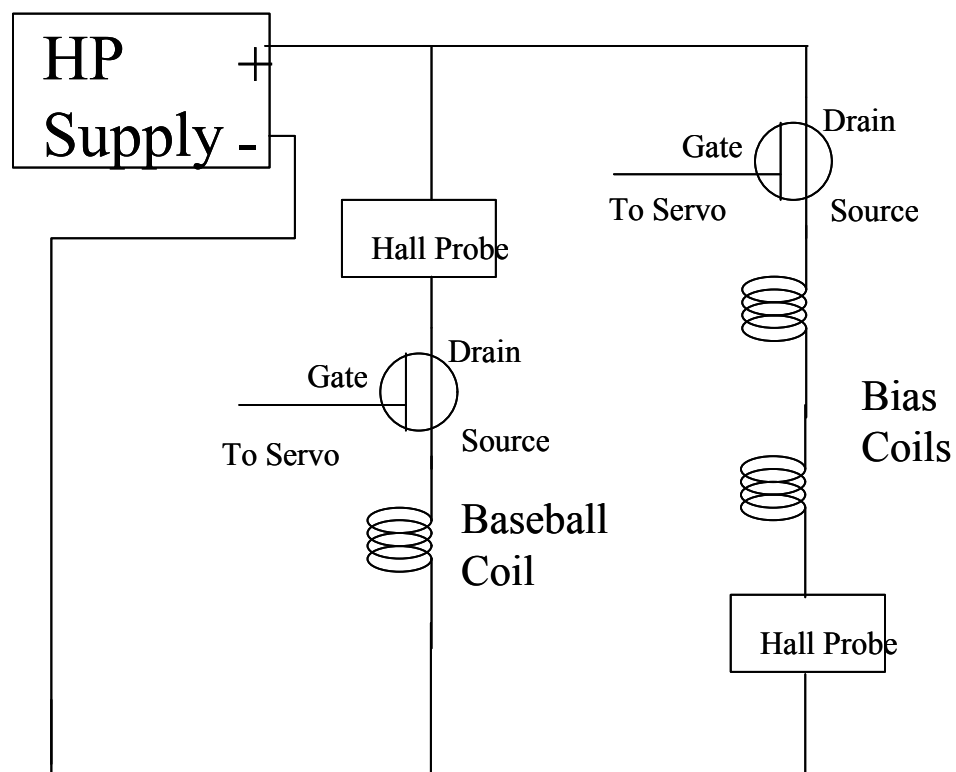 HP +
Supply -
Drain
Gate
To Servo
Source
Hall Probe
Drain
Gate
Source
To Servo
Bias
Coils
Baseball
Coil
Hall Probe